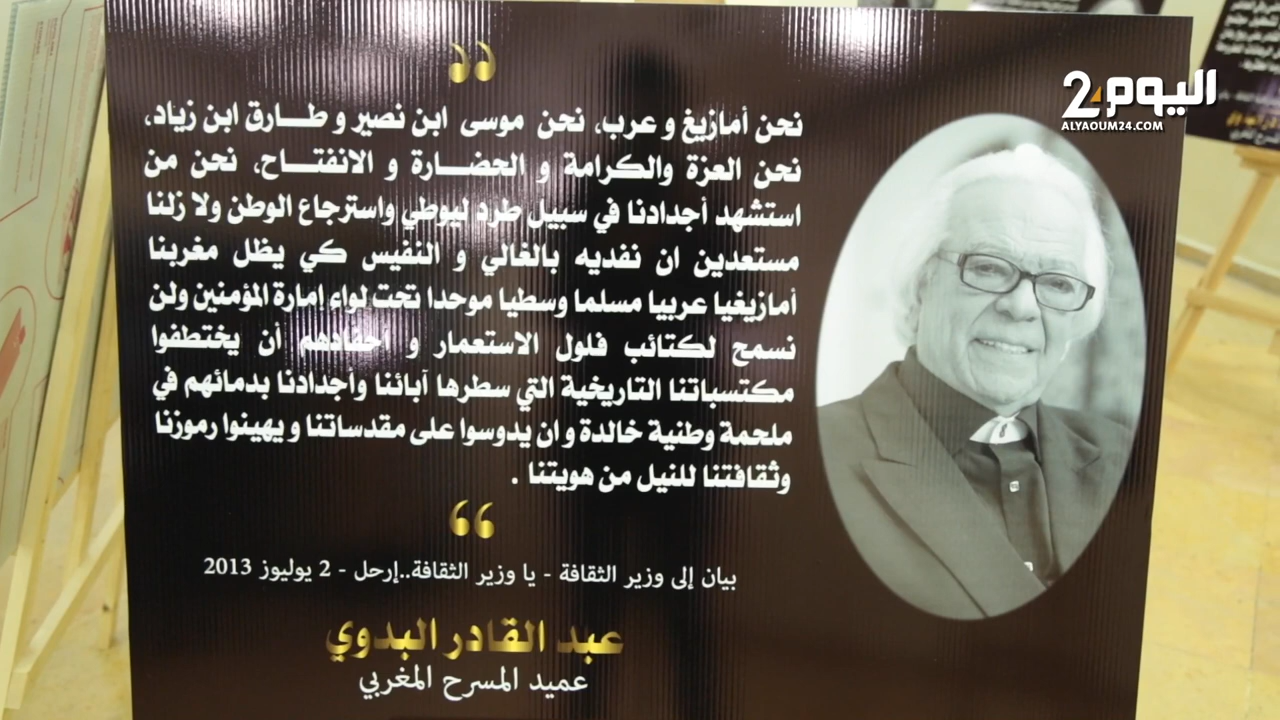 اليوم 24
ALYAOUM24.COM
نحن أمازيغ و عرب، نحن موسى ابن نصير و طارق ابن زياد،
نحن العزة والكرامة و الحضارة و الانفتاح، نحن من
استشهد أجدادنا في سبيل طرد ليوطي واسترجاع الوطن ولا زلنا
مستعدين ان نفديه بالغالي و النفيس كي يظل مغربنا
أمازيغيا عربيا مسلما وسطيا موحدا تحت لواء امارة المؤمنين ولن
نسمح لكتائب فلول الاستعمار و احفادهم أن يختطفوا
مكتسباتنا التاريخية التي سطرها آبائنا وأجدادنا بدمائهم في
ملحمة وطنية خالدة و ان يدوسوا على مقدساتنا و يهينوا رموزنا
وثقافتنا للنيل من هويتنا .
بيان إلى وزير الثقافة - يا وزير الثقافة..إرحل - 2 يوليوز 2013
عبد القادر البدوي
عميد المسرح المغربي